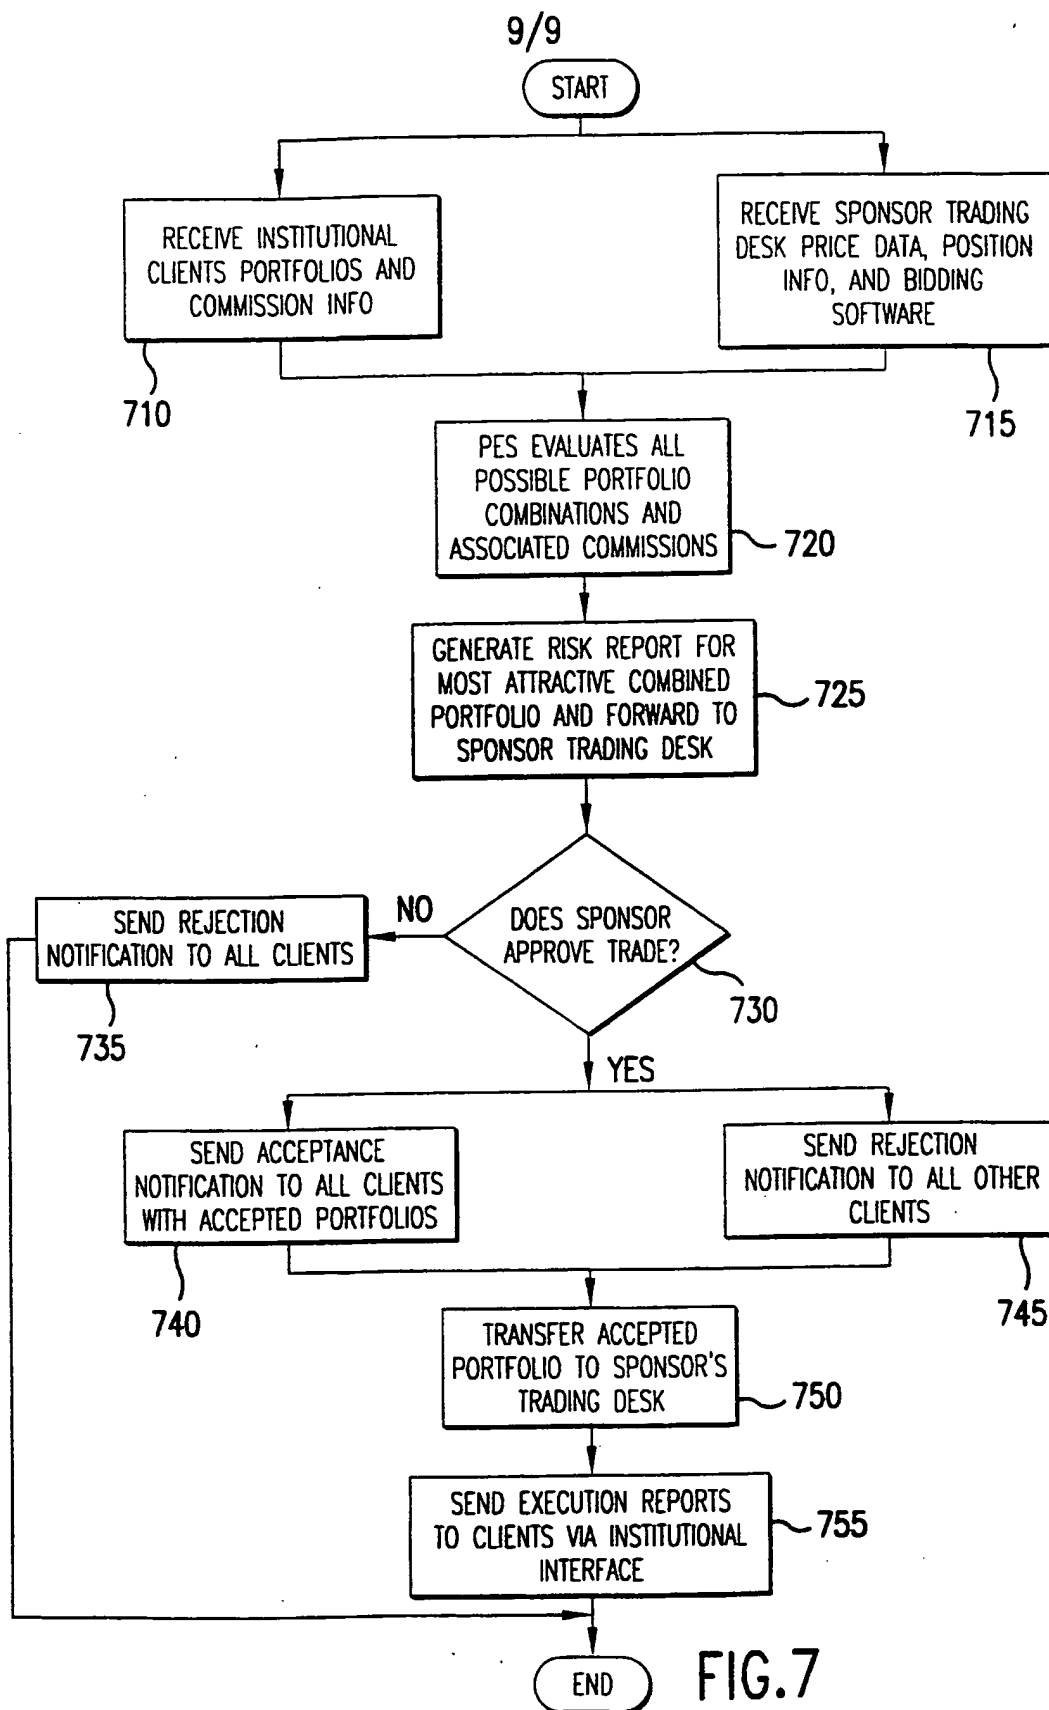 9/9
START
RECEIVE INSTITUTIONAL
CLIENTS PORTFOLIOS AND
COMMISSION INFO
710
RECEIVE SPONSOR TRADING
DESK PRICE DATA, POSITION
INFO, AND BIDDING
SOFTWARE
715
PES EVALUATES ALL
POSSIBLE PORTFOLIO
COMBINATIONS AND
ASSOCIATED COMMISSIONS
720
GENERATE RISK REPORT FOR
MOST ATTRACTIVE COMBINED
PORTFOLIO AND FORWARD TO
SPONSOR TRADING DESK
725
DOES SPONSOR
APPROVE TRADE?
730
NO
SEND REJECTION
NOTIFICATION TO ALL CLIENTS
735
YES
SEND ACCEPTANCE
NOTIFICATION TO ALL CLIENTS
WITH ACCEPTED PORTFOLIOS
740
SEND REJECTION
NOTIFICATION TO ALL OTHER
CLIENTS
745
TRANSFER ACCEPTED
PORTFOLIO TO SPONSOR'S
TRADING DESK
750
SEND EXECUTION REPORTS
TO CLIENTS VIA INSTITUTIONAL
INTERFACE
755
END
FIG.7